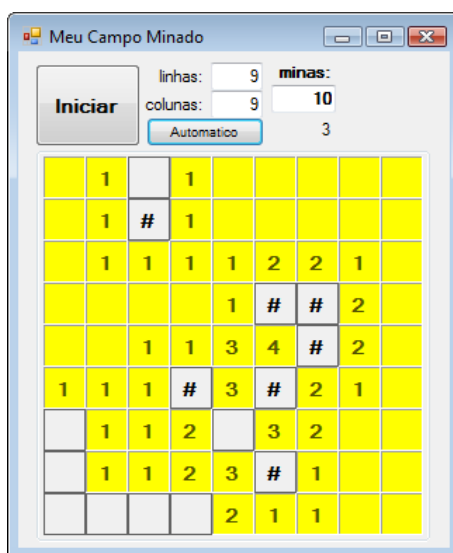 Meu Campo Minado
Iniciar
linhas: 9
minas:
colunas: 9
10
Automatico
3
1 1
1 # 1
1 1 1 1 2 2 1
1 # # 2
1 1 3 4 # 2
1 1 1 # 3 # 2 1
1 1 2 3 2
1 1 2 3 # 1
2 1 1